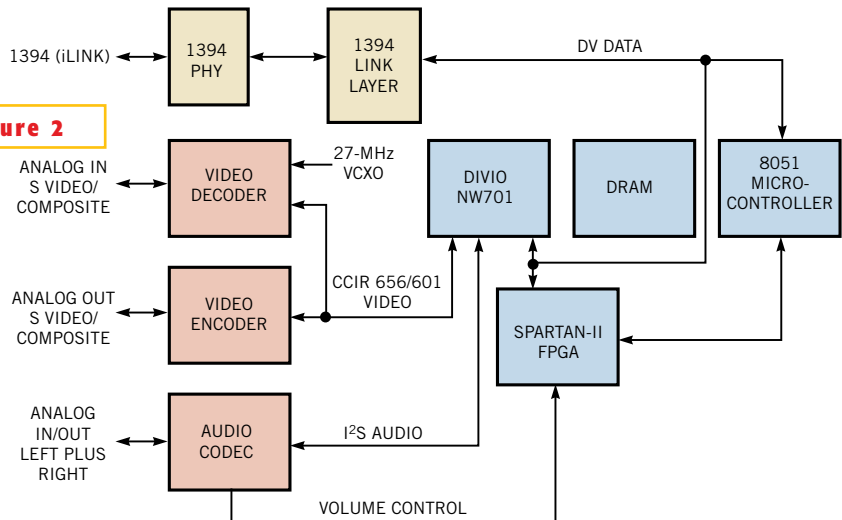 1394 (iLINK)
1394
PHY
1394
LINK
LAYER
DV DATA
ure 2
ANALOG IN
S VIDEO/
COMPOSITE
VIDEO
DECODER
27-MHz
VCXO
DIVIO
NW701
DRAM
8051
MICRO-
CONTROLLER
ANALOG OUT
S VIDEO/
COMPOSITE
VIDEO
ENCODER
CCIR 656/601
VIDEO
SPARTAN-II
FPGA
ANALOG
IN/OUT
LEFT PLUS
RIGHT
AUDIO
CODEC
I²S AUDIO
VOLUME CONTROL